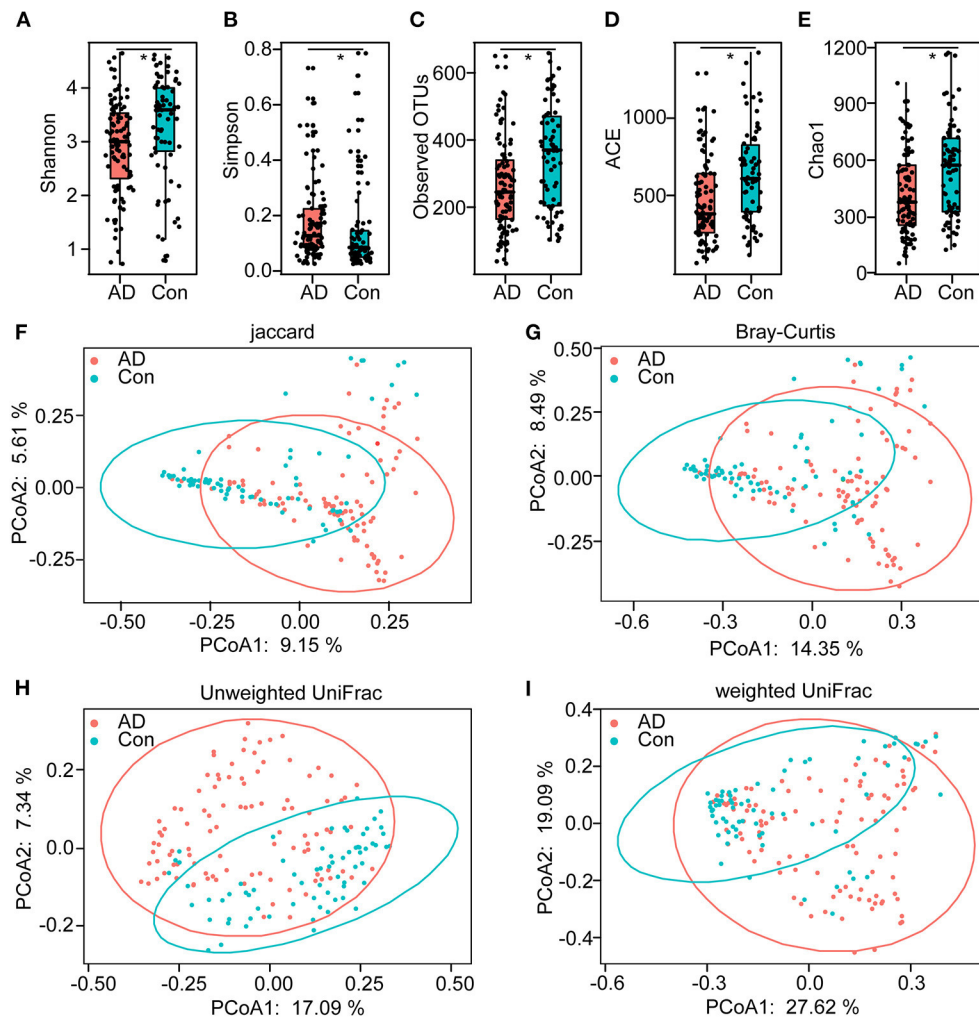 A
B
C
D
E
*
*
*
*
*
Shannon
4
3
2
1
AD
Con
Simpson
0.8
0.6
0.4
0.2
0.0
AD
Con
Observed OTUs
600
400
200
AD
Con
ACE
1000
500
AD
Con
Chao1
1200
900
600
300
0
AD
Con
F
jaccard
AD
Con
PCoA2: 5.61 %
0.25
0.00
-0.25
-0.50
-0.25
0.00
0.25
PCoA1: 9.15 %
G
Bray-Curtis
AD
Con
PCoA2: 8.49 %
0.50
0.25
0.00
-0.25
-0.6
-0.3
0.0
0.3
PCoA1: 14.35 %
H
Unweighted UniFrac
AD
Con
PCoA2: 7.34 %
0.2
0.0
-0.2
-0.50
-0.25
0.00
0.25
0.50
PCoA1: 17.09 %
I
weighted UniFrac
AD
Con
PCoA2: 19.09 %
0.4
0.2
0.0
-0.2
-0.4
-0.6
-0.3
0.0
0.3
PCoA1: 27.62 %